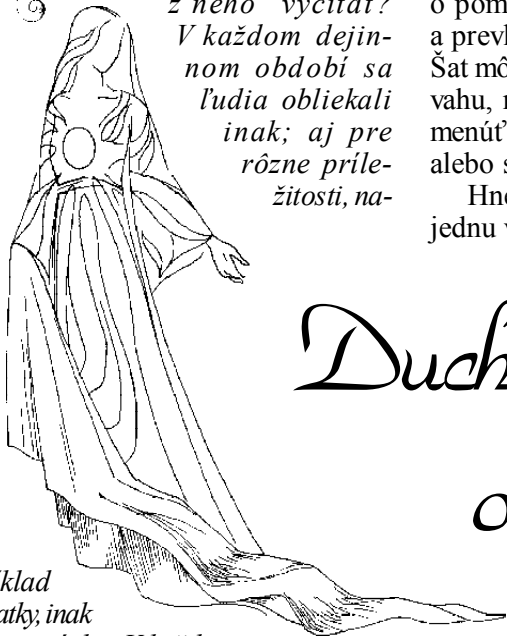 z neho vyčítať?
V každom dejin-
nom období sa
ľudia obliekali
inak; aj pre
rôzne príle-
žitosti, na-
klad
atky, inak
o pom
a prevl
Šat mô
vahu, 
menúť
alebo s
Hne
jednu v
Duch
o